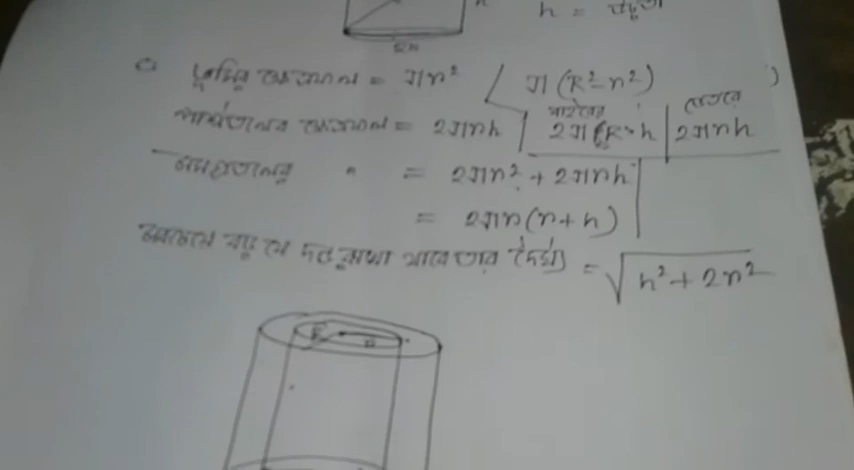 h = উচ্চতা
2r
ভূমির ক্ষেত্রফল = πr² π(R²-r²)
বাহিরের ভেতরে
পার্শ্বতলের ক্ষেত্রফল = 2πrh 2πR×h 2πrh
সমগ্রতলের " = 2πr² + 2πrh
= 2πr(r+h)
সবচেয়ে বড় যে দণ্ড রাখা যাবে তার দৈর্ঘ্য = √h²+2r²
R r